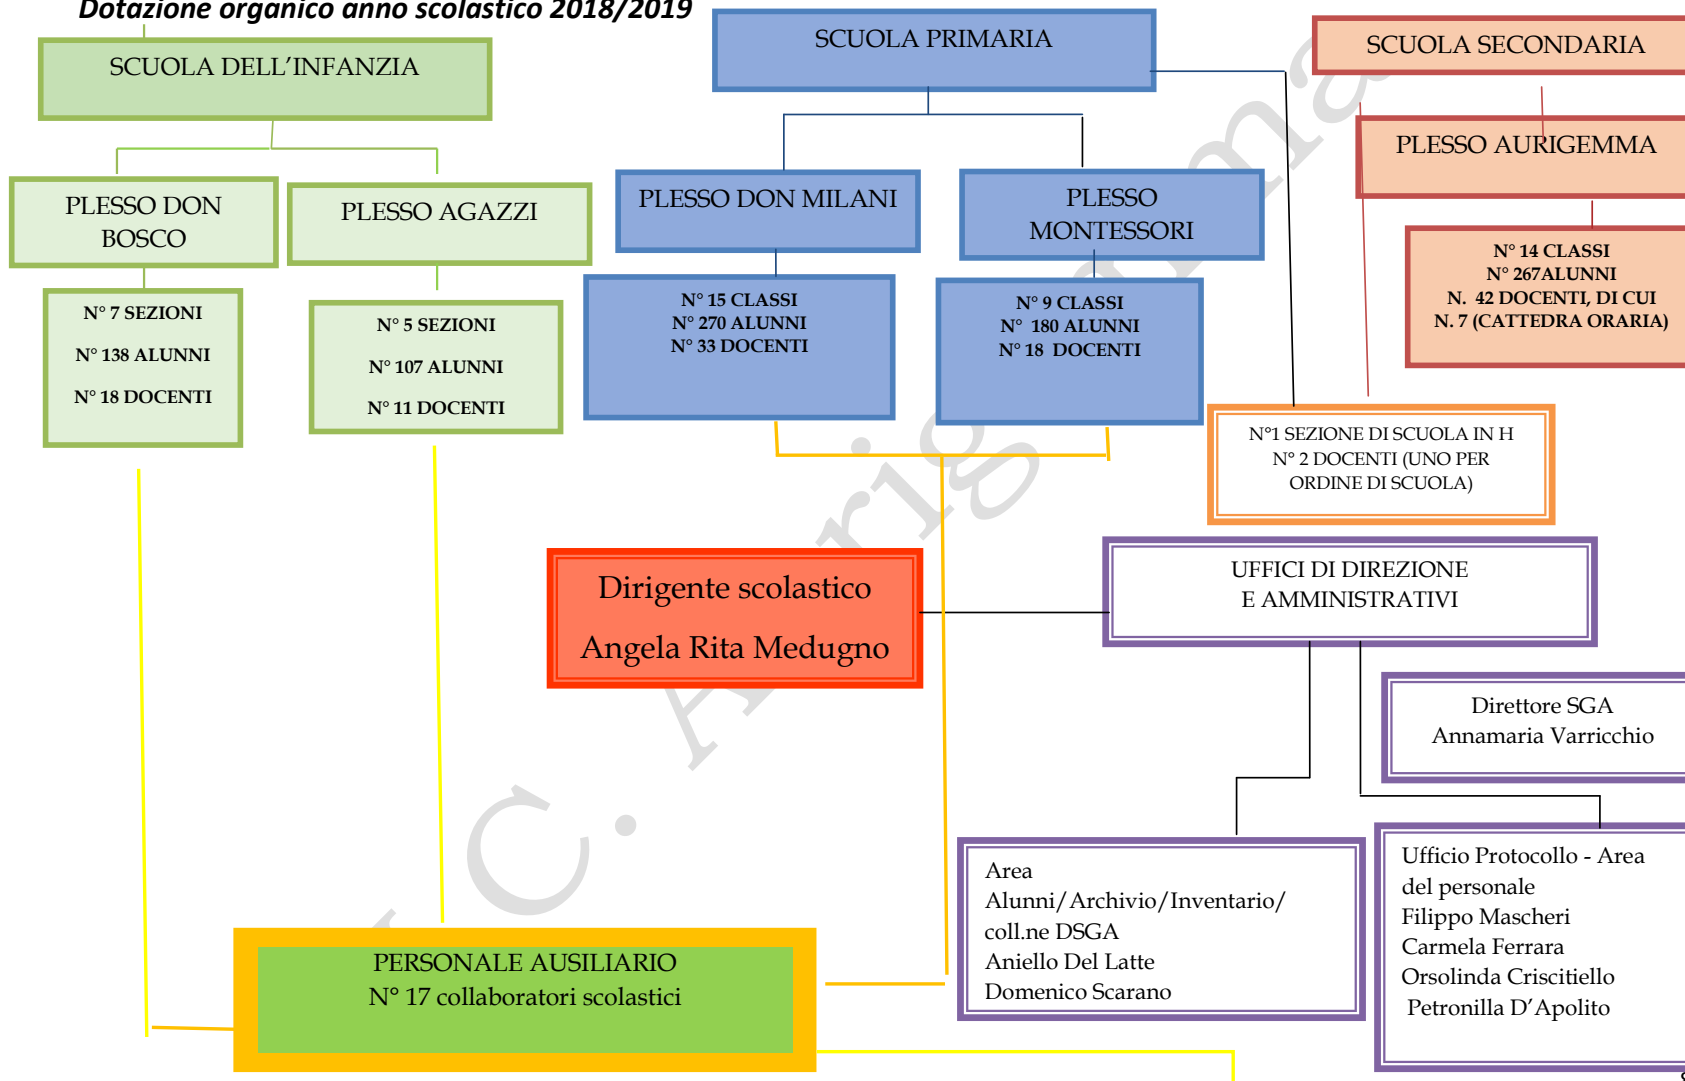 Dotazione organico anno scolastico 2018/2019
SCUOLA DELL'INFANZIA
SCUOLA PRIMARIA
SCUOLA SECONDARIA
PLESSO DON
BOSCO
PLESSO AGAZZI
PLESSO DON MILANI
PLESSO
MONTESSORI
PLESSO AURIGEMMA
N° 7 SEZIONI
N° 138 ALUNNI
N° 18 DOCENTI
N° 5 SEZIONI
N° 107 ALUNNI
N° 11 DOCENTI
N° 15 CLASSI
N° 270 ALUNNI
N° 33 DOCENTI
N° 9 CLASSI
N° 180 ALUNNI
N° 18 DOCENTI
N° 14 CLASSI
N° 267ALUNNI
N. 42 DOCENTI, DI CUI
N. 7 (CATTEDRA ORARIA)
N°1 SEZIONE DI SCUOLA IN H
N° 2 DOCENTI (UNO PER
ORDINE DI SCUOLA)
Dirigente scolastico
Angela Rita Medugno
UFFICI DI DIREZIONE
E AMMINISTRATIVI
Direttore SGA
Annamaria Varricchio
Area
Alunni/Archivio/Inventario/
coll.ne DSGA
Aniello Del Latte
Domenico Scarano
Ufficio Protocollo - Area
del personale
Filippo Mascheri
Carmela Ferrara
Orsolinda Criscitiello
Petronilla D'Apolito
PERSONALE AUSILIARIO
N° 17 collaboratori scolastici